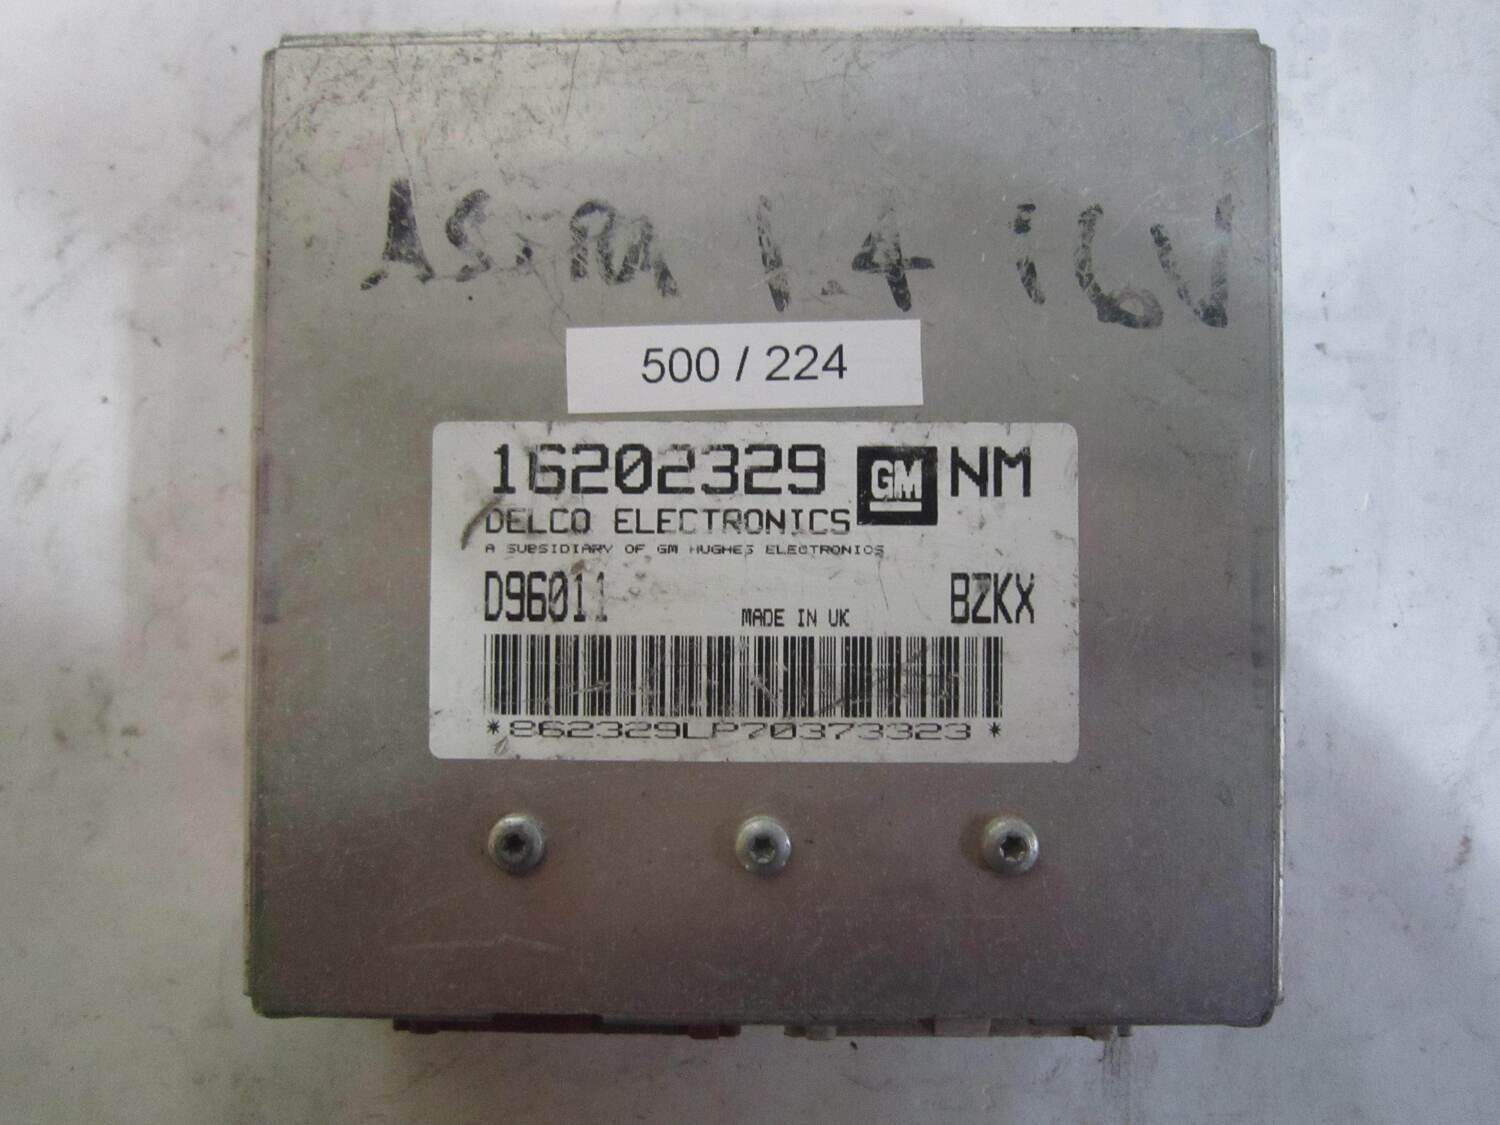 ASTRA 1.4 16V
500 / 224
16202329 GM NM
DELCO ELECTRONICS
A SUBSIDIARY OF GM HUGHES ELECTRONICS
D96011 BZKX
MADE IN UK
*862329LP70373323*